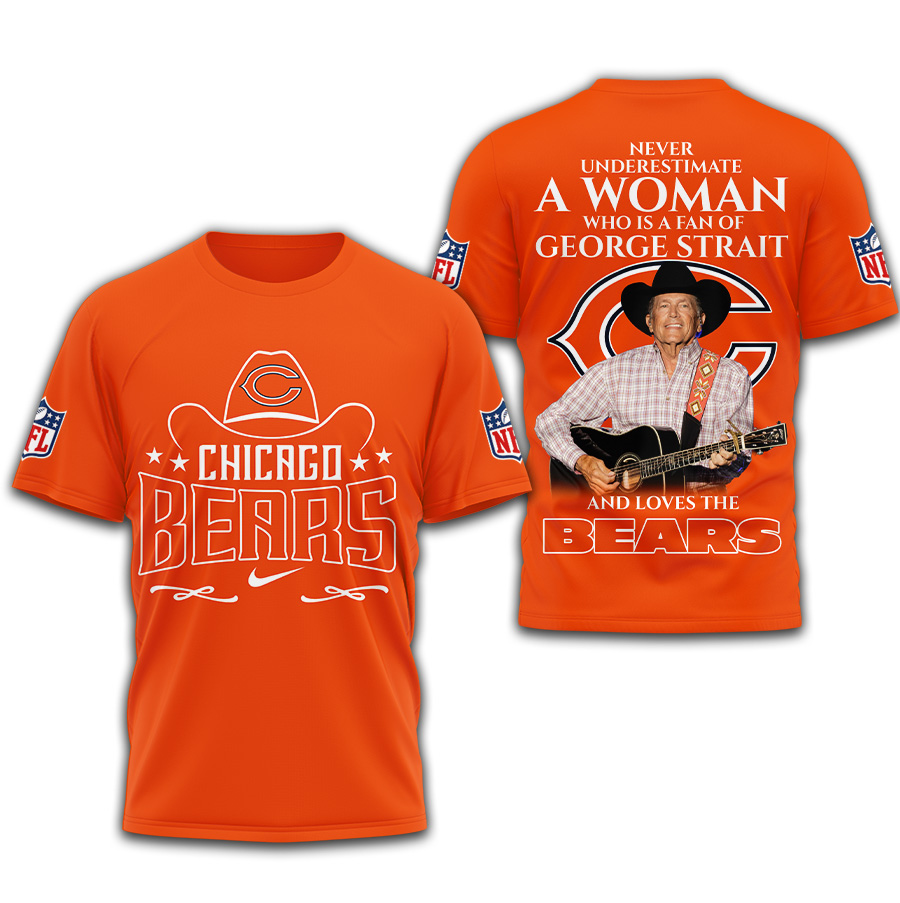 CHICAGO
BEARS
NFL
NFL
NEVER
UNDERESTIMATE
A WOMAN
WHO IS A FAN OF
GEORGE STRAIT
AND LOVES THE
BEARS
NFL
NFL